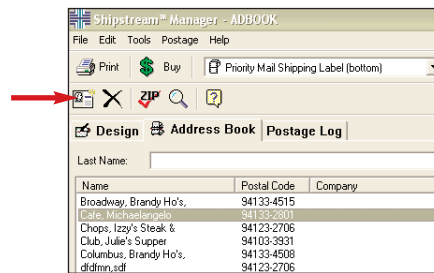 Shipstream™ Manager - ADBOOK
File Edit Tools Postage Help
Print $ Buy Priority Mail Shipping Label (bottom)
ZIP ?
Design Address Book Postage Log
Last Name:
Name Postal Code Company
Broadway, Brandy Ho's, 94133-4515
Cafe, Michaelangelo 94133-2801
Chops, Izzy's Steak & 94123-2706
Club, Julie's Supper 94103-3931
Columbus, Brandy Ho's, 94133-4508
dfdfmn,sdf 94123-2706